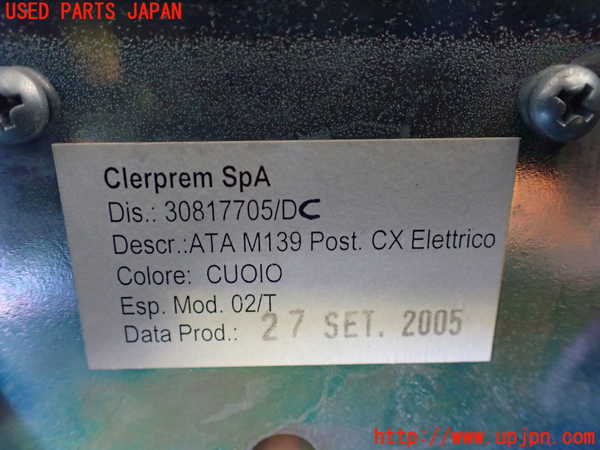 USED PARTS JAPAN
Clerprem SpA
Dis.: 30817705/DC
Descr.:ATA M139 Post. CX Elettrico
Colore: CUOIO
Esp. Mod. 02/T
Data Prod.: 27 SET. 2005
http://www.upjpn.com